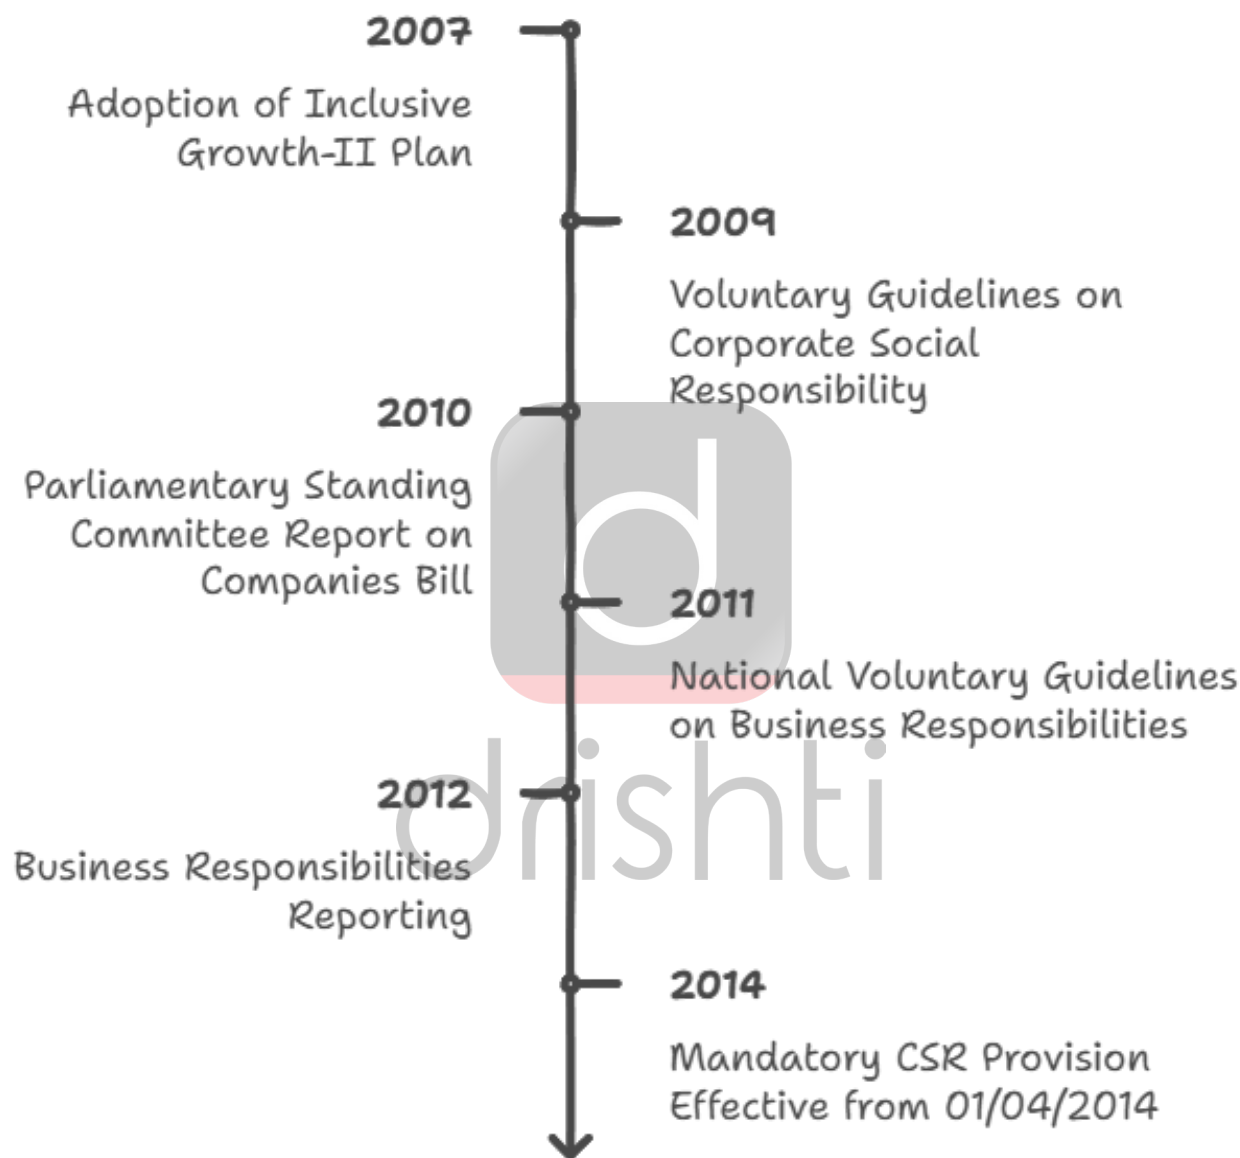 2007
Adoption of Inclusive
Growth-II Plan
2009
Voluntary Guidelines on
Corporate Social
Responsibility
2010
Parliamentary Standing
Committee Report on
Companies Bill
2011
National Voluntary Guidelines
on Business Responsibilities
2012
Business Responsibilities
Reporting
2014
Mandatory CSR Provision
Effective from 01/04/2014
d
drishti